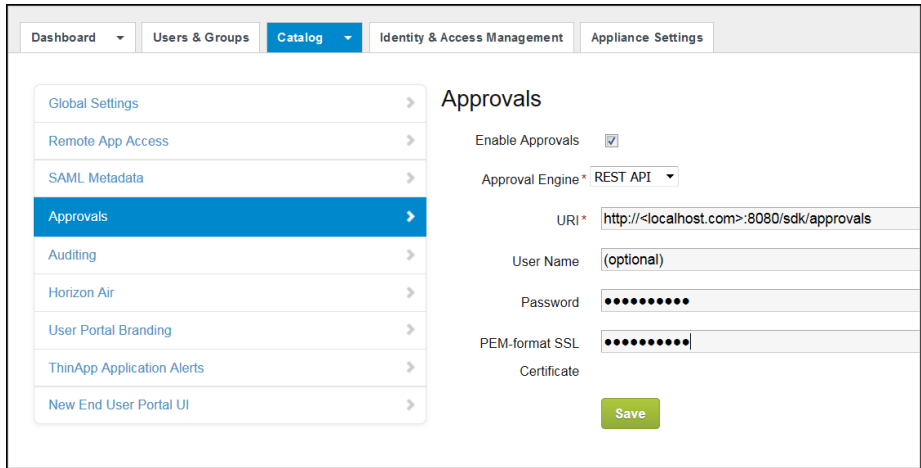 Dashboard
Users & Groups
Catalog
Identity & Access Management
Appliance Settings
Global Settings
Remote App Access
SAML Metadata
Approvals
Auditing
Horizon Air
User Portal Branding
ThinApp Application Alerts
New End User Portal UI
Approvals
Enable Approvals
Approval Engine* REST API
URI* http://<localhost.com>:8080/sdk/approvals
User Name (optional)
Password ●●●●●●●●●●
PEM-format SSL ●●●●●●●●●●
Certificate
Save